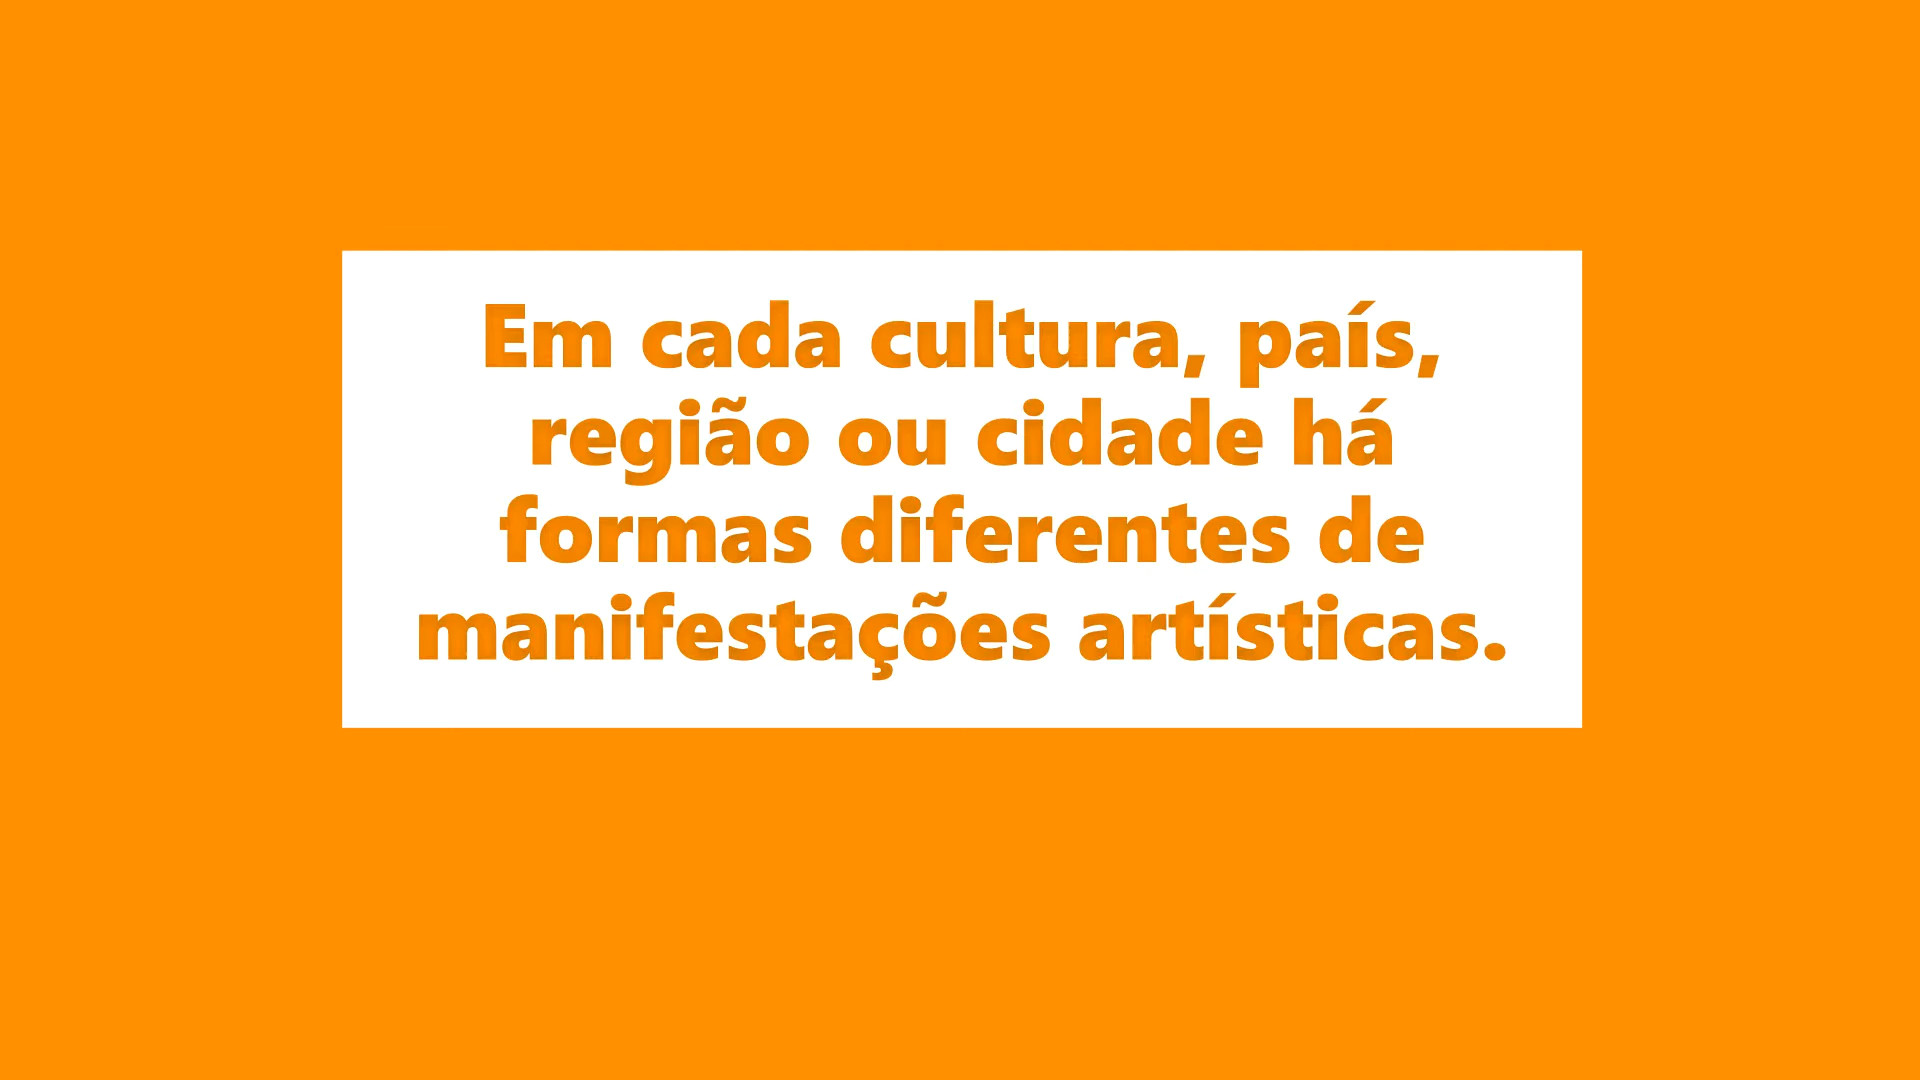 Em cada cultura, país,
região ou cidade há
formas diferentes de
manifestações artísticas.